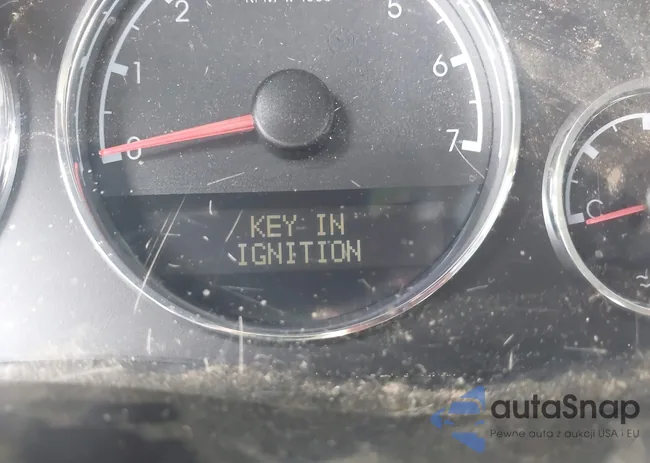 2
5
1
6
0
7
C
KEY IN
IGNITION
autaSnap
Pewne auta z aukcji USA i EU